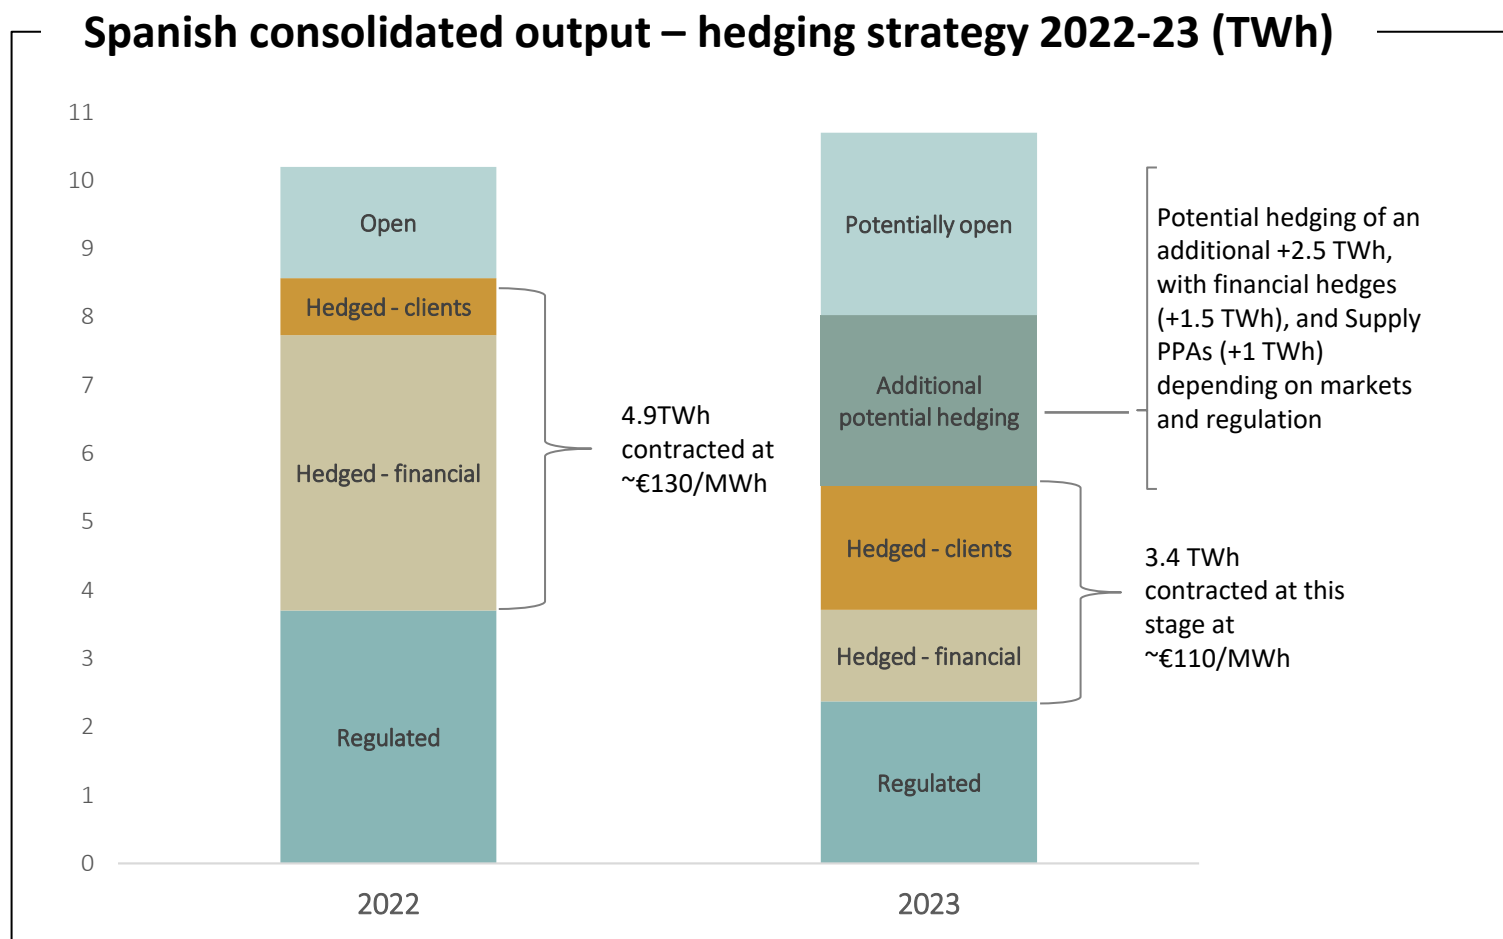 Spanish consolidated output – hedging strategy 2022-23 (TWh)
11
10
9
8
7
6
5
4
3
2
1
0
Open
Hedged - clients
Hedged - financial
Regulated
4.9TWh
contracted at
~€130/MWh
Potentially open
Additional
potential hedging
Hedged - clients
Hedged - financial
Regulated
Potential hedging of an
additional +2.5 TWh,
with financial hedges
(+1.5 TWh), and Supply
PPAs (+1 TWh)
depending on markets
and regulation
3.4 TWh
contracted at this
stage at
~€110/MWh
2022
2023